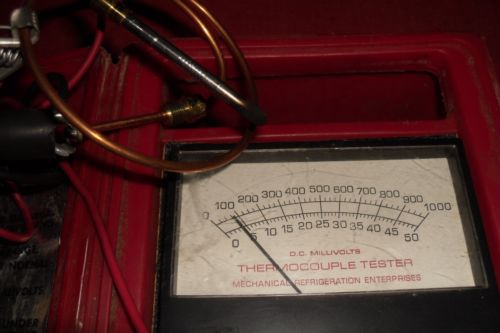 0 100 200 300 400 500 600 700 800 900 1000
0 5 10 15 20 25 30 35 40 45 50
D.C. MILLIVOLTS
THERMOCOUPLE TESTER
MECHANICAL REFRIGERATION ENTERPRISES